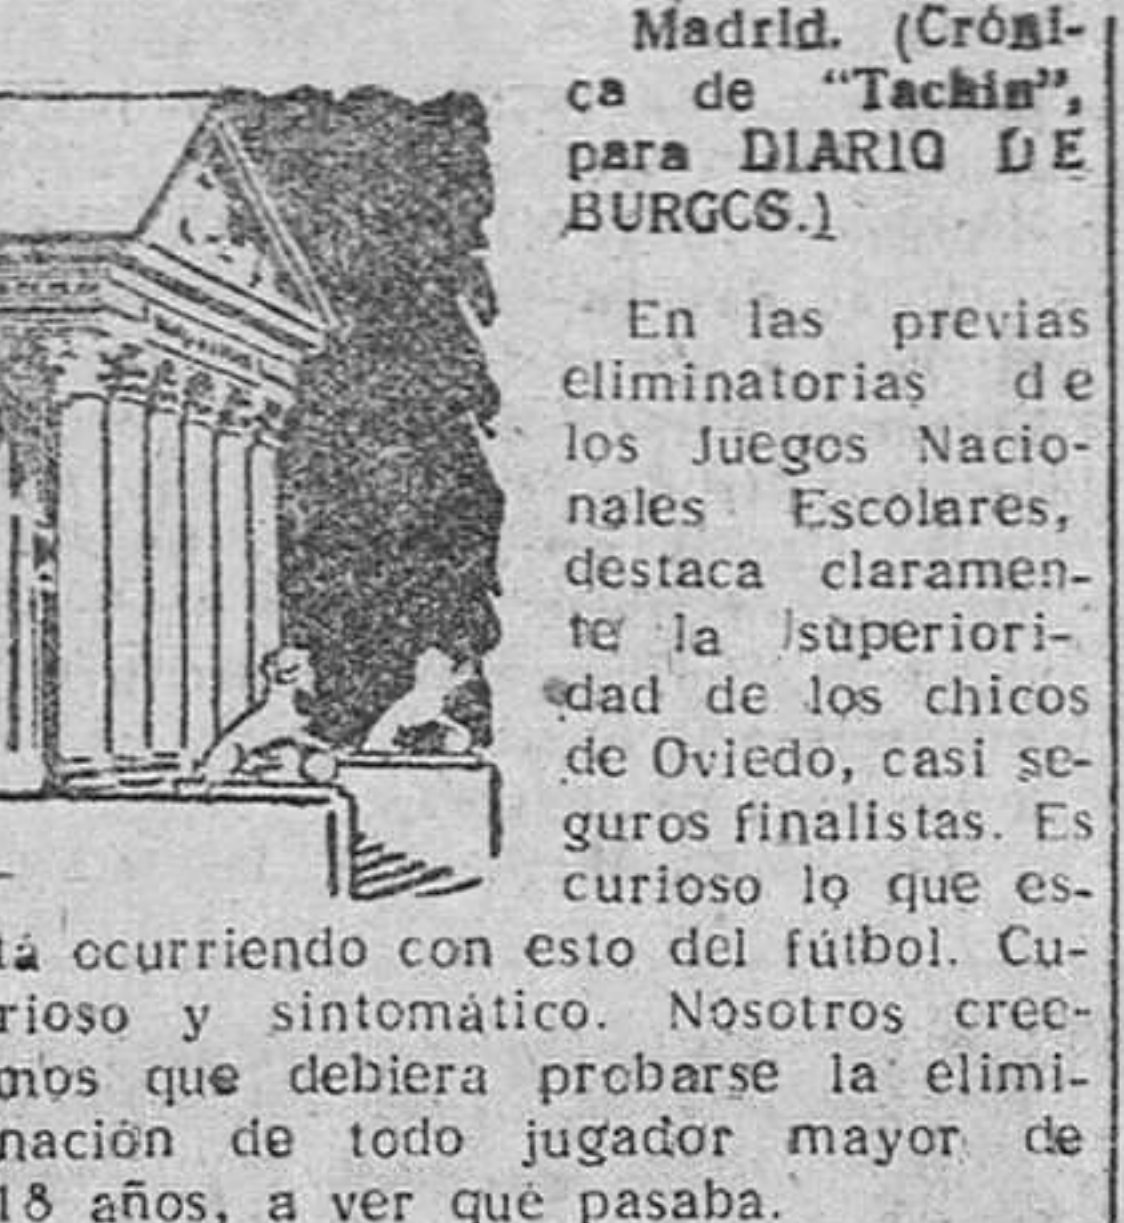 Madrid. (Cróni-
ca de "Tachin",
para DIARIO DE
BURGOS.)
En las previas
eliminatorias de
los Juegos Nacio-
nales Escolares,
destaca claramen-
te la superiori-
dad de los chicos
de Oviedo, casi se-
guros finalistas. Es
curioso lo que es-
tá ocurriendo con esto del fútbol. Cu-
rioso y sintomático. Nosotros cree-
mos que debiera probarse la elimi-
nación de todo jugador mayor de
18 años, a ver qué pasaba.